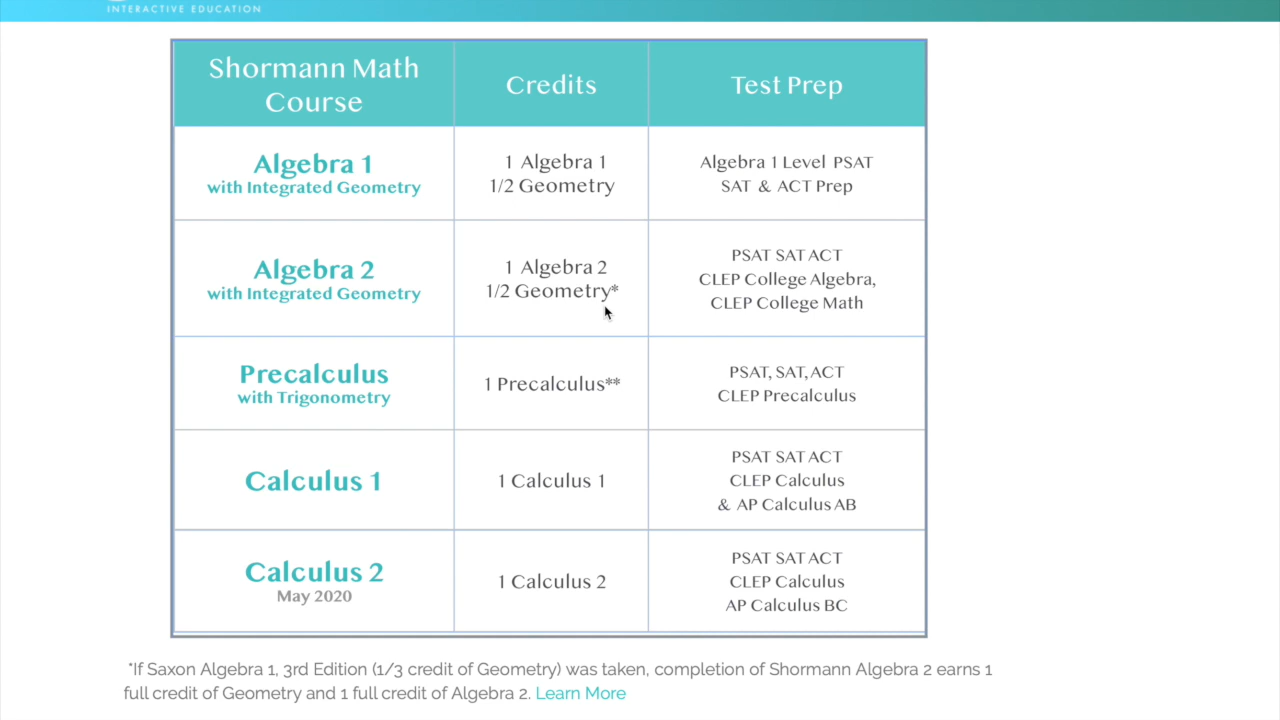 INTERACTIVE EDUCATION
Shormann Math
Course
Credits
Test Prep
Algebra 1
with Integrated Geometry
1 Algebra 1
1/2 Geometry
Algebra 1 Level PSAT
SAT & ACT Prep
Algebra 2
with Integrated Geometry
1 Algebra 2
1/2 Geometry*
PSAT SAT ACT
CLEP College Algebra,
CLEP College Math
Precalculus
with Trigonometry
1 Precalculus**
PSAT, SAT, ACT
CLEP Precalculus
Calculus 1
1 Calculus 1
PSAT SAT ACT
CLEP Calculus
& AP Calculus AB
Calculus 2
May 2020
1 Calculus 2
PSAT SAT ACT
CLEP Calculus
AP Calculus BC
*If Saxon Algebra 1, 3rd Edition (1/3 credit of Geometry) was taken, completion of Shormann Algebra 2 earns 1
full credit of Geometry and 1 full credit of Algebra 2. Learn More